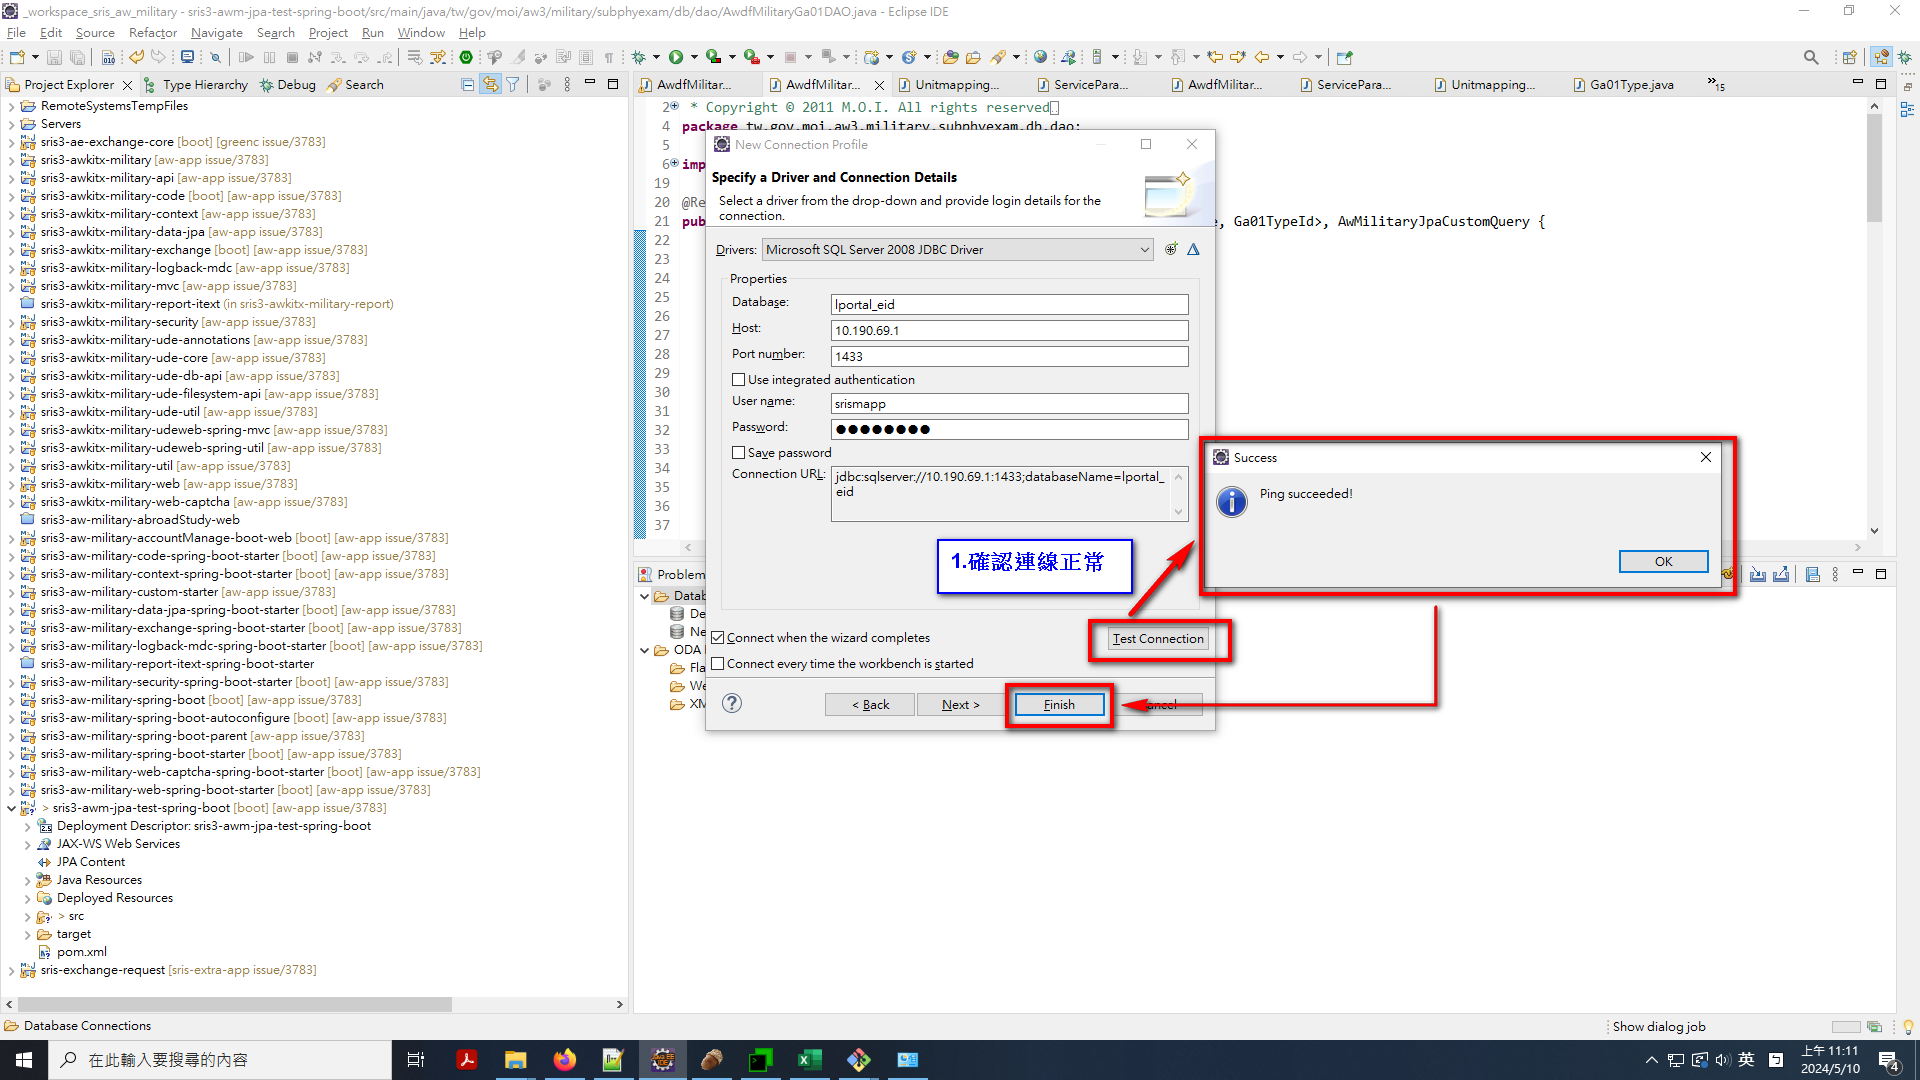 _workspace_sris_aw_military - sris3-awm-jpa-test-spring-boot/src/main/java/tw/gov/moi/aw3/military/subphyexam/db/dao/AwdfMilitaryGa01DAO.java - Eclipse IDE
File Edit Source Refactor Navigate Search Project Run Window Help
Project Explorer Type Hierarchy Debug Search
AwdfMilitar... AwdfMilitar... Unitmapping... ServicePara... AwdfMilitar... ServicePara... Unitmapping... Ga01Type.java 15
RemoteSystemsTempFiles
Servers
sris3-ae-exchange-core [boot] [greenc issue/3783]
sris3-awkitx-military [aw-app issue/3783]
sris3-awkitx-military-api [aw-app issue/3783]
sris3-awkitx-military-code [boot] [aw-app issue/3783]
sris3-awkitx-military-context [aw-app issue/3783]
sris3-awkitx-military-data-jpa [aw-app issue/3783]
sris3-awkitx-military-exchange [boot] [aw-app issue/3783]
sris3-awkitx-military-logback-mdc [aw-app issue/3783]
sris3-awkitx-military-mvc [aw-app issue/3783]
sris3-awkitx-military-report-itext (in sris3-awkitx-military-report)
sris3-awkitx-military-security [aw-app issue/3783]
sris3-awkitx-military-ude-annotations [aw-app issue/3783]
sris3-awkitx-military-ude-core [aw-app issue/3783]
sris3-awkitx-military-ude-db-api [aw-app issue/3783]
sris3-awkitx-military-ude-filesystem-api [aw-app issue/3783]
sris3-awkitx-military-ude-util [aw-app issue/3783]
sris3-awkitx-military-udeweb-spring-mvc [aw-app issue/3783]
sris3-awkitx-military-udeweb-spring-util [aw-app issue/3783]
sris3-awkitx-military-util [aw-app issue/3783]
sris3-awkitx-military-web [aw-app issue/3783]
sris3-awkitx-military-web-captcha [aw-app issue/3783]
sris3-aw-military-abroadStudy-web
sris3-aw-military-accountManage-boot-web [boot] [aw-app issue/3783]
sris3-aw-military-code-spring-boot-starter [boot] [aw-app issue/3783]
sris3-aw-military-context-spring-boot-starter [boot] [aw-app issue/3783]
sris3-aw-military-custom-starter [boot] [aw-app issue/3783]
sris3-aw-military-data-jpa-spring-boot-starter [boot] [aw-app issue/3783]
sris3-aw-military-exchange-spring-boot-starter [boot] [aw-app issue/3783]
sris3-aw-military-logback-mdc-spring-boot-starter [boot] [aw-app issue/3783]
sris3-aw-military-report-itext-spring-boot-starter
sris3-aw-military-security-spring-boot-starter [boot] [aw-app issue/3783]
sris3-aw-military-spring-boot [boot] [aw-app issue/3783]
sris3-aw-military-spring-boot-autoconfigure [boot] [aw-app issue/3783]
sris3-aw-military-spring-boot-parent [aw-app issue/3783]
sris3-aw-military-spring-boot-starter [boot] [aw-app issue/3783]
sris3-aw-military-web-captcha-spring-boot-starter [boot] [aw-app issue/3783]
sris3-aw-military-web-spring-boot-starter [boot] [aw-app issue/3783]
> sris3-awm-jpa-test-spring-boot [boot] [aw-app issue/3783]
Deployment Descriptor: sris3-awm-jpa-test-spring-boot
JAX-WS Web Services
JPA Content
Java Resources
Deployed Resources
> src
target
pom.xml
sris-exchange-request [sris-extra-app issue/3783]
2 * Copyright © 2011 M.O.I. All rights reserved
4 package tw.gov.moi.aw3.military.subphyexam.db.dao;
5
6 imp
19
20 @Re
21 pub e, Ga01TypeId>, AwMilitaryJpaCustomQuery {
22
23
24
25
26
27
28
29
30
31
32
33
34
35
36
37
Problem
Datab
De
Ne
ODA
Fla
We
XM
New Connection Profile
Specify a Driver and Connection Details
Select a driver from the drop-down and provide login details for the
connection.
Drivers: Microsoft SQL Server 2008 JDBC Driver
Properties
Database: lportal_eid
Host: 10.190.69.1
Port number: 1433
Use integrated authentication
User name: srismapp
Password: ●●●●●●●●
Save password
Connection URL: jdbc:sqlserver://10.190.69.1:1433;databaseName=lportal_
eid
1.確認連線正常
Connect when the wizard completes
Test Connection
Connect every time the workbench is started
< Back Next > Finish
Success
Ping succeeded!
OK
Database Connections
Show dialog job
在此輸入要搜尋的內容
英
上午 11:11
2024/5/10
4